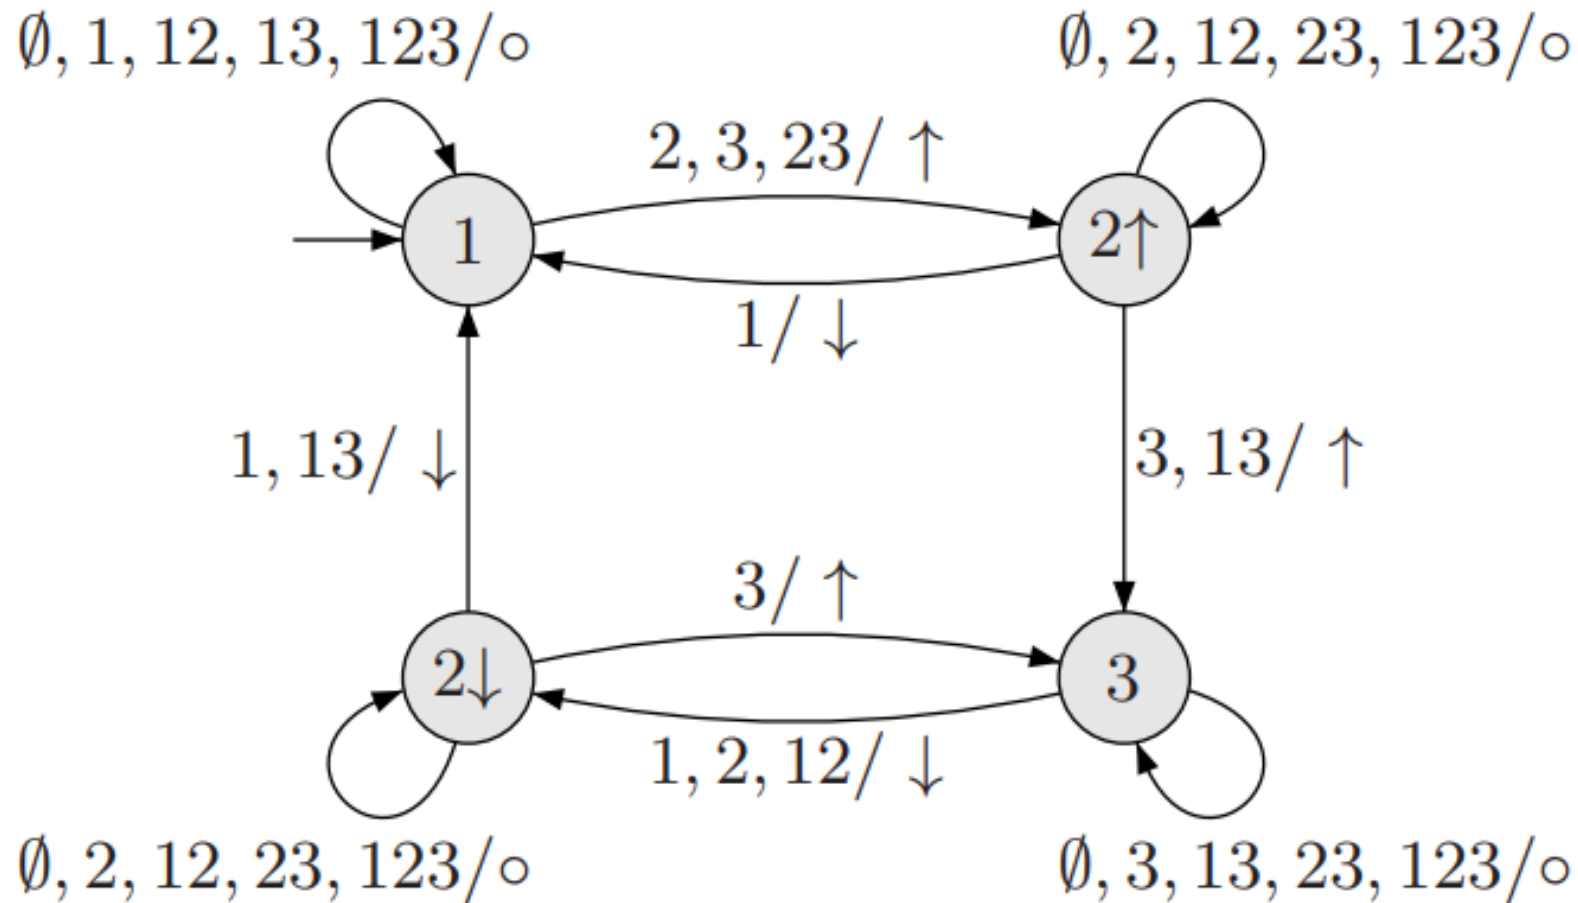 ∅, 1, 12, 13, 123/∘
∅, 2, 12, 23, 123/∘
2, 3, 23/ ↑
1
2↑
1/ ↓
1, 13/ ↓
3, 13/ ↑
3/ ↑
2↓
3
1, 2, 12/ ↓
∅, 2, 12, 23, 123/∘
∅, 3, 13, 23, 123/∘